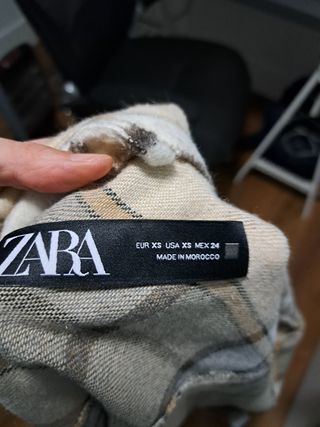 ZARA
EUR XS USA XS MEX 24
MADE IN MOROCCO